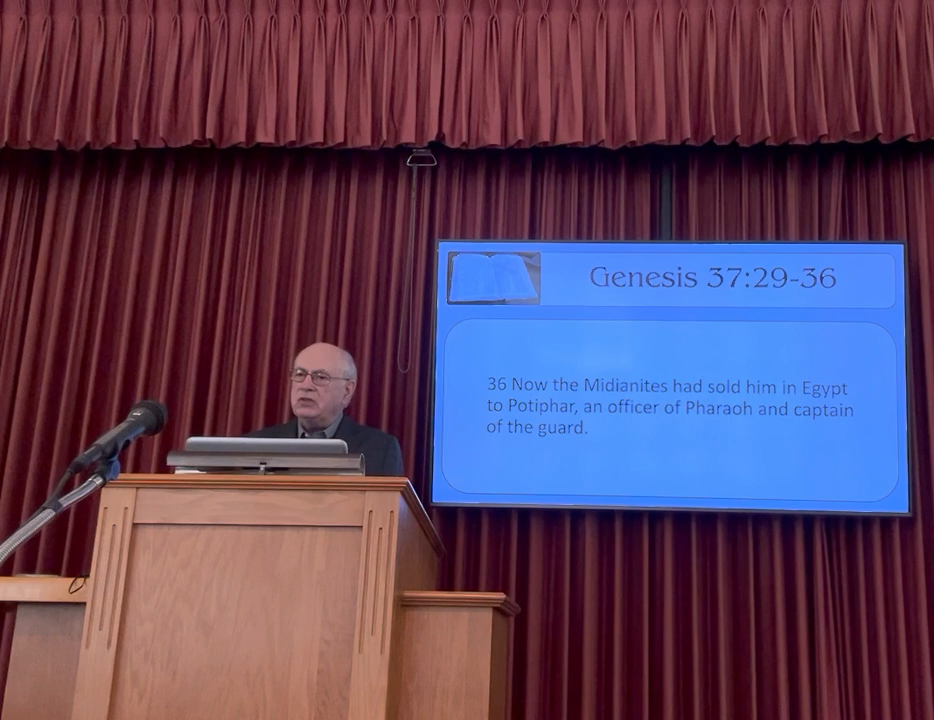 Genesis 37:29-36
36 Now the Midianites had sold him in Egypt
to Potiphar, an officer of Pharaoh and captain
of the guard.